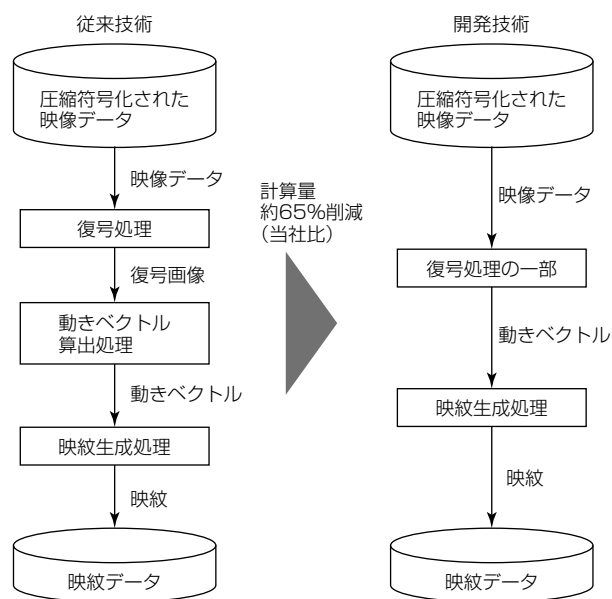 従来技術
圧縮符号化された
映像データ
映像データ
復号処理
復号画像
動きベクトル
算出処理
動きベクトル
映紋生成処理
映紋
映紋データ
計算量
約65%削減
（当社比）
開発技術
圧縮符号化された
映像データ
映像データ
復号処理の一部
動きベクトル
映紋生成処理
映紋
映紋データ